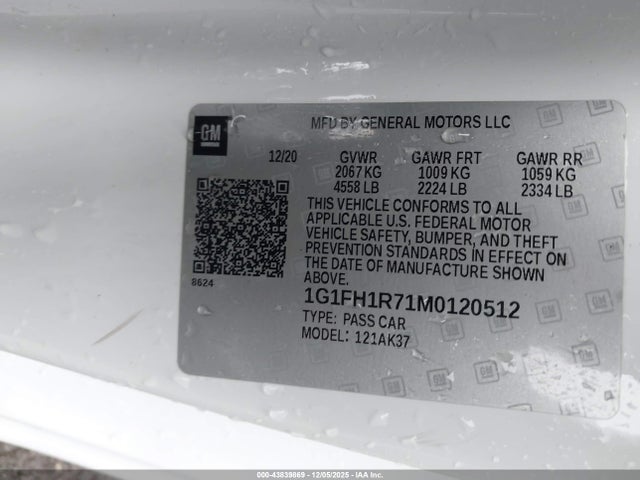 GM
MFD BY GENERAL MOTORS LLC
12/20 GVWR GAWR FRT GAWR RR
2067 KG 1009 KG 1059 KG
4558 LB 2224 LB 2334 LB
THIS VEHICLE CONFORMS TO ALL
APPLICABLE U.S. FEDERAL MOTOR
VEHICLE SAFETY, BUMPER, AND THEFT
PREVENTION STANDARDS IN EFFECT ON
THE DATE OF MANUFACTURE SHOWN
ABOVE.
8624
1G1FH1R71M0120512
TYPE: PASS CAR
MODEL: 121AK37
000-43839869 - 12/05/2025 - IAA Inc.